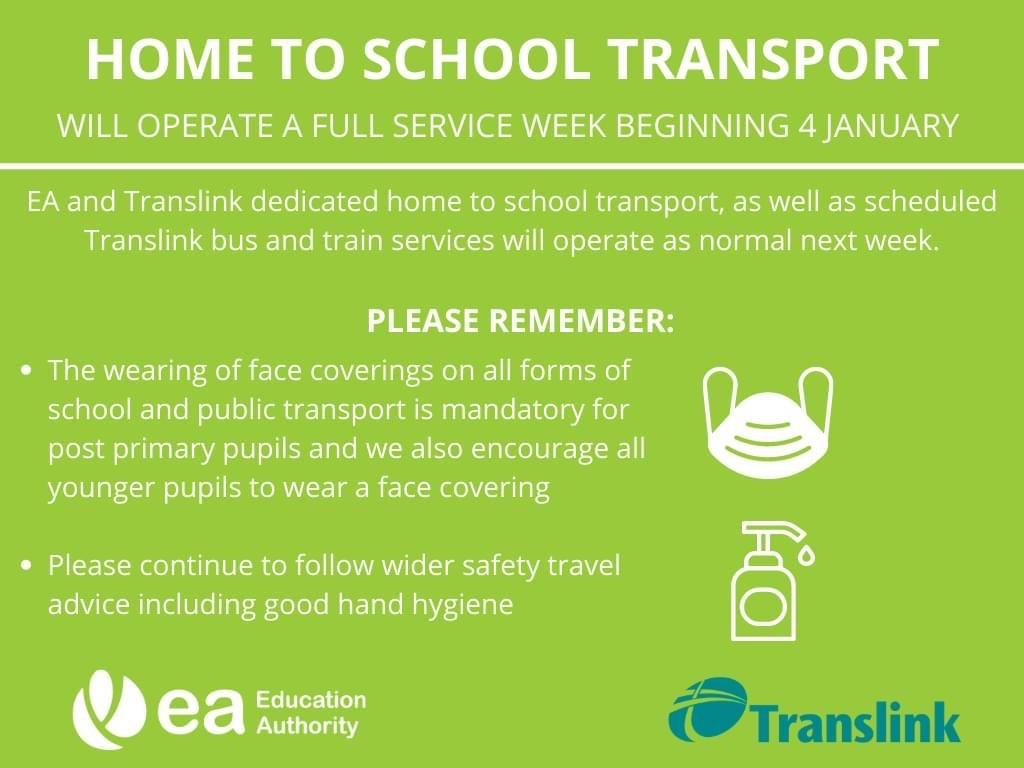 HOME TO SCHOOL TRANSPORT
WILL OPERATE A FULL SERVICE WEEK BEGINNING 4 JANUARY
EA and Translink dedicated home to school transport, as well as scheduled
Translink bus and train services will operate as normal next week.
PLEASE REMEMBER:
• The wearing of face coverings on all forms of
school and public transport is mandatory for
post primary pupils and we also encourage all
younger pupils to wear a face covering
• Please continue to follow wider safety travel
advice including good hand hygiene
ea Education
Authority
Translink